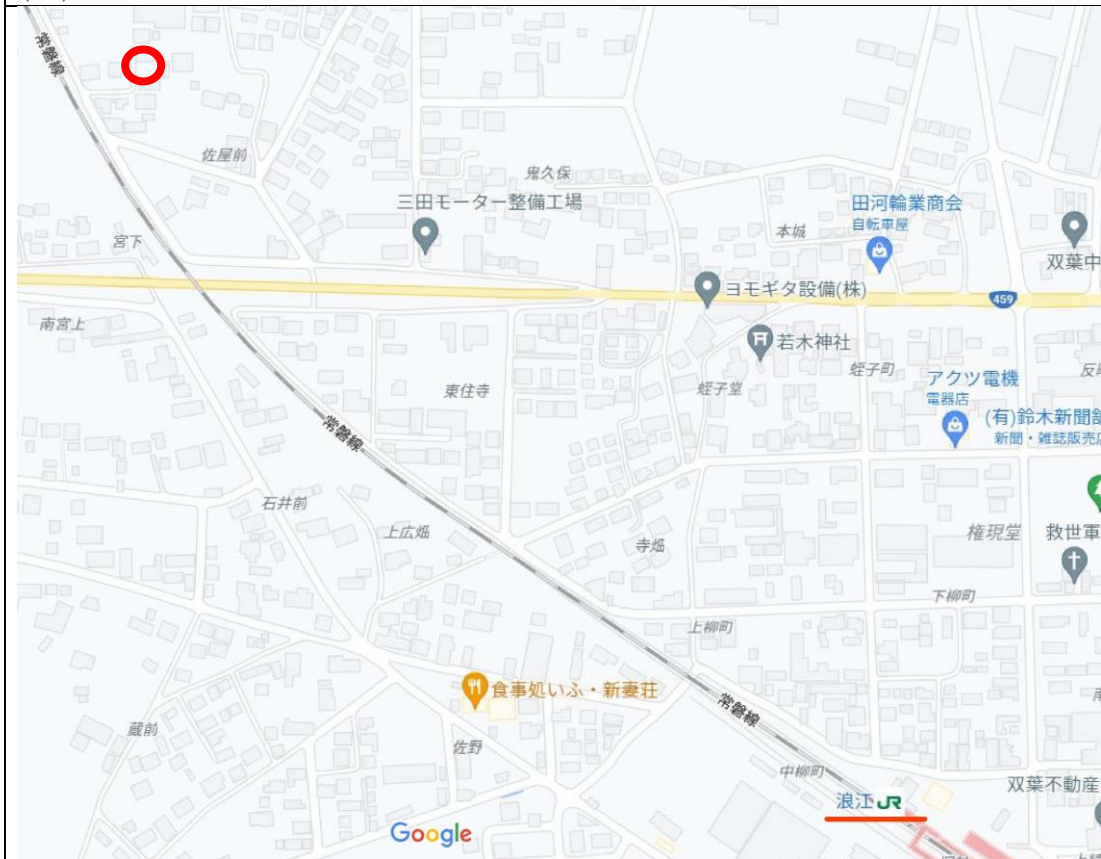 常磐線
佐屋前
鬼久保
三田モーター整備工場
田河輪業商会
自転車屋
本城
宮下
双葉中
ヨモギタ設備(株)
459
南宮上
若木神社
東住寺
蛭子堂
蛭子町
アクツ電機
電器店
(有)鈴木新聞舗
新聞・雑誌販売店
常磐線
石井前
上広畑
寺畑
権現堂
救世軍
下柳町
上柳町
食事処いふ・新妻荘
常磐線
蔵前
佐野
中柳町
浪江 JR
双葉不動産
Google